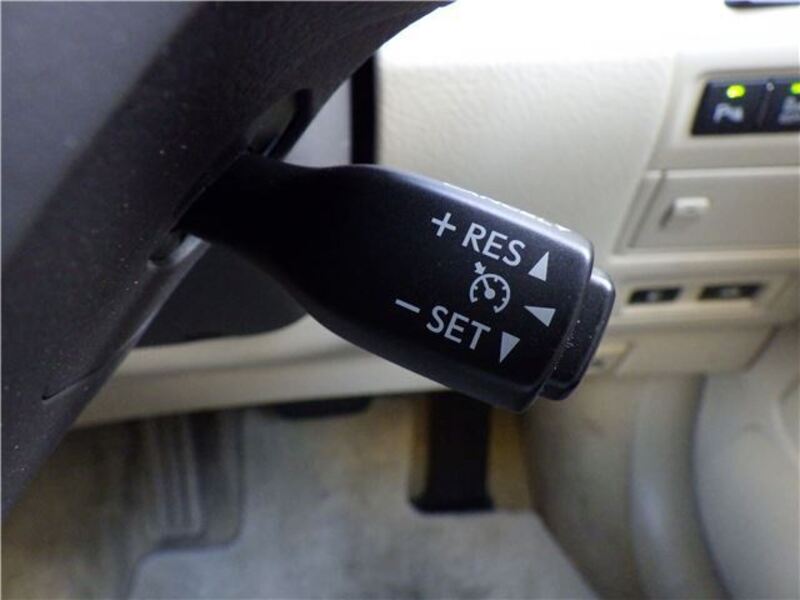 + RES
- SET